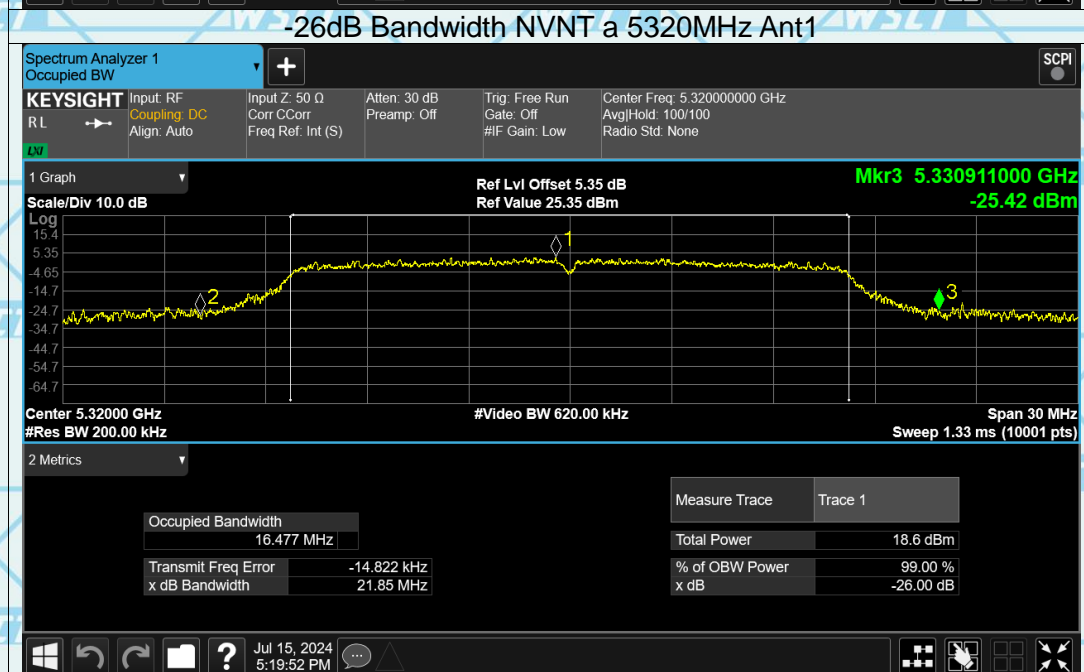 -26dB Bandwidth NVNT a 5320MHz Ant1
Spectrum Analyzer 1
Occupied BW
+
SCPI
KEYSIGHT
R L
LXI
Input: RF
Coupling: DC
Align: Auto
Input Z: 50 Ω
Corr CCorr
Freq Ref: Int (S)
Atten: 30 dB
Preamp: Off
Trig: Free Run
Gate: Off
#IF Gain: Low
Center Freq: 5.320000000 GHz
Avg|Hold: 100/100
Radio Std: None
1 Graph
Scale/Div 10.0 dB
Ref Lvl Offset 5.35 dB
Ref Value 25.35 dBm
Mkr3 5.330911000 GHz
-25.42 dBm
Log
15.4
5.35
-4.65
-14.7
-24.7
-34.7
-44.7
-54.7
-64.7
1
2
3
Center 5.32000 GHz
#Video BW 620.00 kHz
Span 30 MHz
#Res BW 200.00 kHz
Sweep 1.33 ms (10001 pts)
2 Metrics
Occupied Bandwidth
16.477 MHz
Transmit Freq Error -14.822 kHz
x dB Bandwidth 21.85 MHz
Measure Trace Trace 1
Total Power 18.6 dBm
% of OBW Power 99.00 %
x dB -26.00 dB
?
Jul 15, 2024
5:19:52 PM